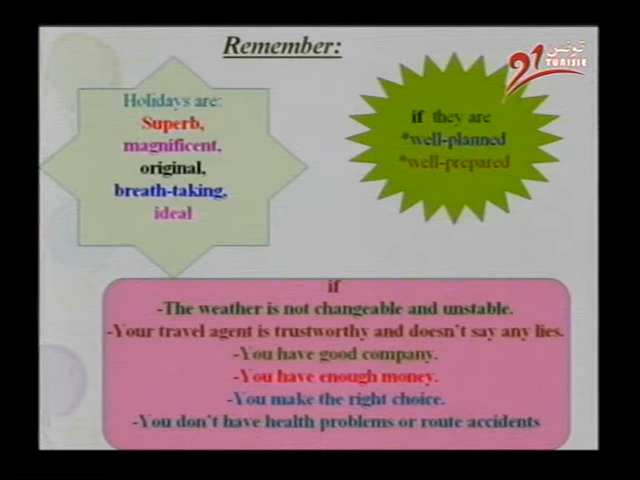 Remember:
تونس
21
TUNISIE
Holidays are:
Superb,
magnificent,
original,
breath-taking,
ideal
if they are
*well-planned
*well-prepared
if
-The weather is not changeable and unstable.
-Your travel agent is trustworthy and doesn't say any lies.
-You have good company.
-You have enough money.
-You make the right choice.
-You don't have health problems or route accidents